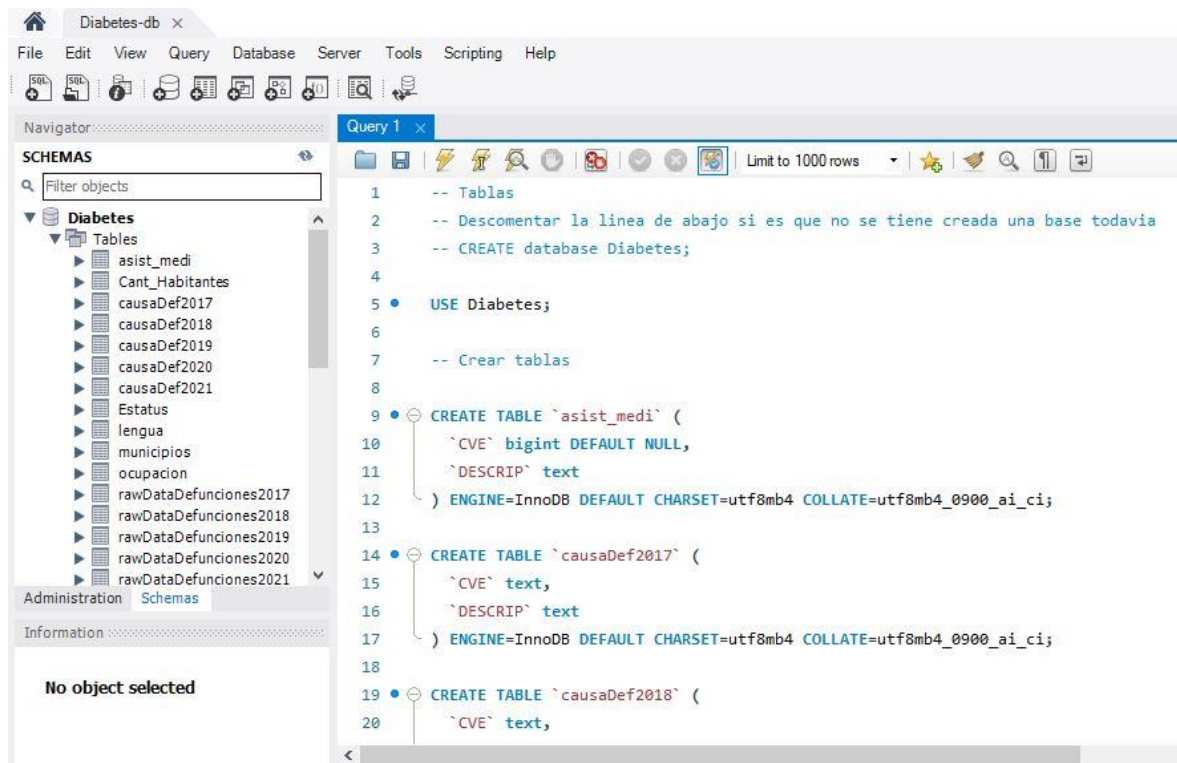 Diabetes-db ×
File Edit View Query Database Server Tools Scripting Help
Navigator
SCHEMAS
Filter objects
Diabetes
Tables
asist_medi
Cant_Habitantes
causaDef2017
causaDef2018
causaDef2019
causaDef2020
causaDef2021
Estatus
lengua
municipios
ocupacion
rawDataDefunciones2017
rawDataDefunciones2018
rawDataDefunciones2019
rawDataDefunciones2020
rawDataDefunciones2021
Administration Schemas
Information
No object selected
Query 1 ×
Limit to 1000 rows
1 -- Tablas
2 -- Descomentar la linea de abajo si es que no se tiene creada una base todavia
3 -- CREATE database Diabetes;
4
5 USE Diabetes;
6
7 -- Crear tablas
8
9 CREATE TABLE `asist_medi` (
10 `CVE` bigint DEFAULT NULL,
11 `DESCRIP` text
12 ) ENGINE=InnoDB DEFAULT CHARSET=utf8mb4 COLLATE=utf8mb4_0900_ai_ci;
13
14 CREATE TABLE `causaDef2017` (
15 `CVE` text,
16 `DESCRIP` text
17 ) ENGINE=InnoDB DEFAULT CHARSET=utf8mb4 COLLATE=utf8mb4_0900_ai_ci;
18
19 CREATE TABLE `causaDef2018` (
20 `CVE` text,